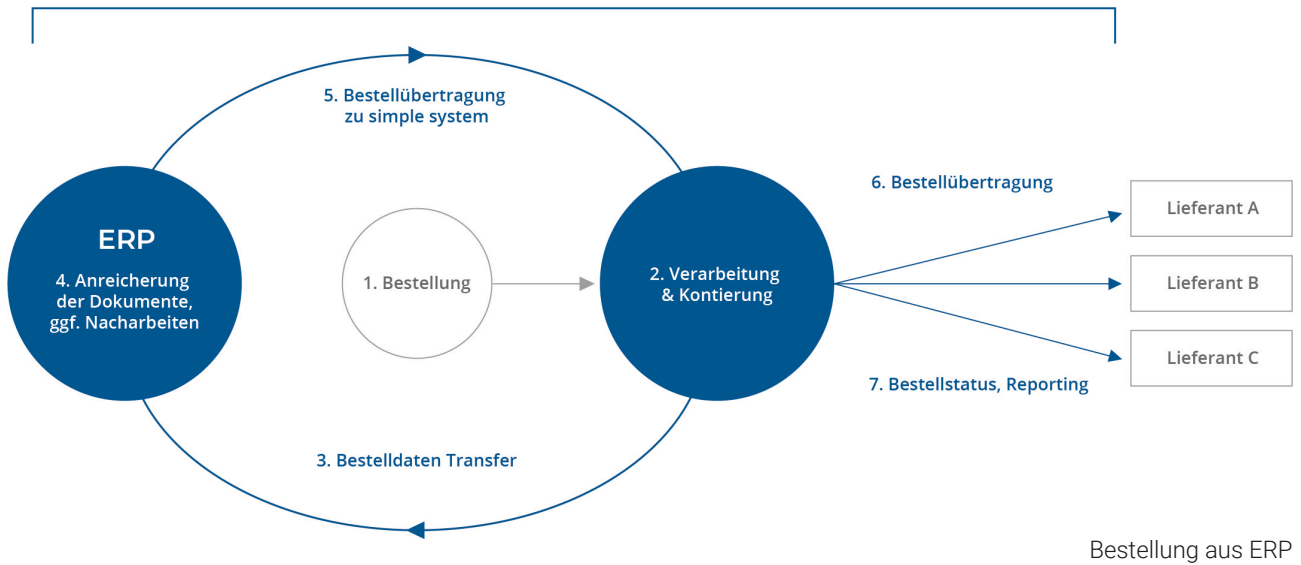 5. Bestellübertragung
zu simple system
6. Bestellübertragung
Lieferant A
ERP
4. Anreicherung
der Dokumente,
ggf. Nacharbeiten
1. Bestellung
2. Verarbeitung
& Kontierung
Lieferant B
Lieferant C
7. Bestellstatus, Reporting
3. Bestelldaten Transfer
Bestellung aus ERP